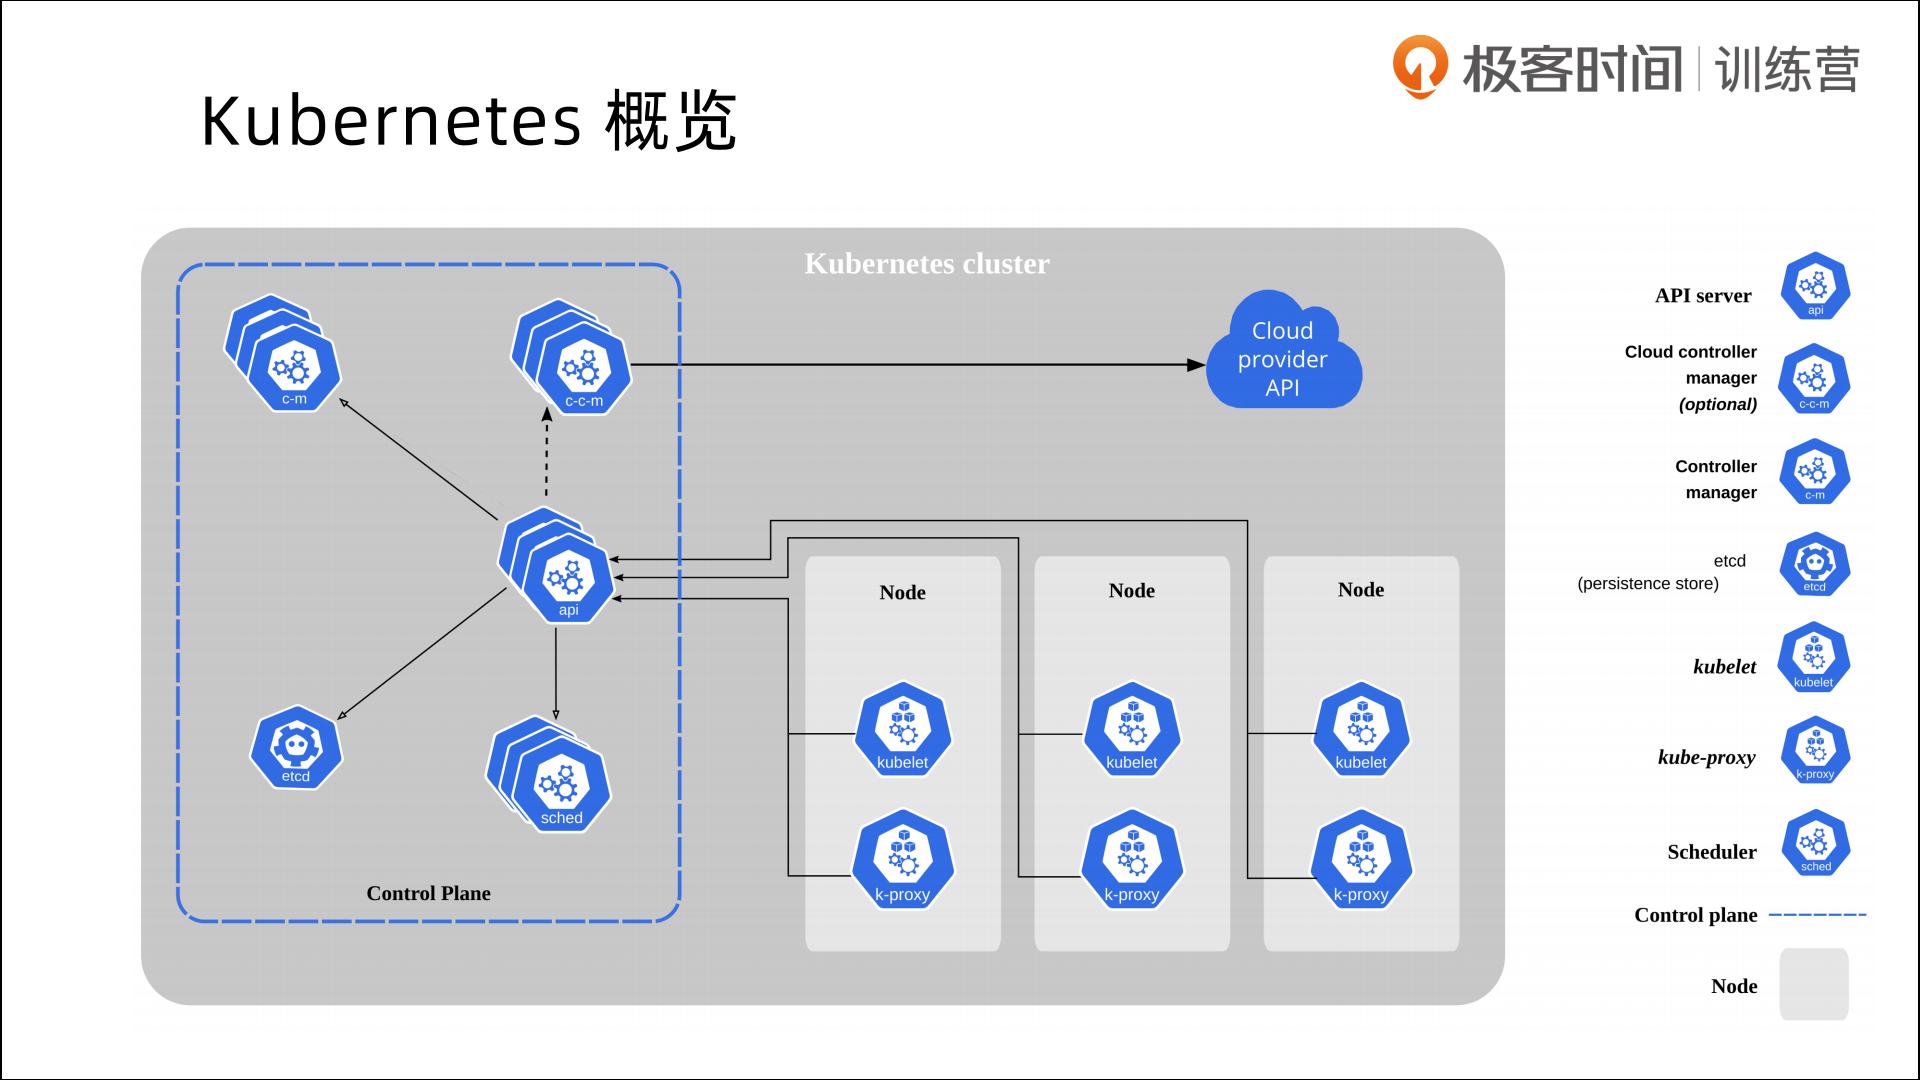 极客时间 | 训练营
Kubernetes 概览
Kubernetes cluster
c-m
c-c-m
Cloud
provider
API
api
etcd
sched
Control Plane
Node
kubelet
k-proxy
Node
kubelet
k-proxy
Node
kubelet
k-proxy
API server
api
Cloud controller
manager
(optional)
c-c-m
Controller
manager
c-m
etcd
(persistence store)
etcd
kubelet
kubelet
kube-proxy
k-proxy
Scheduler
sched
Control plane
Node